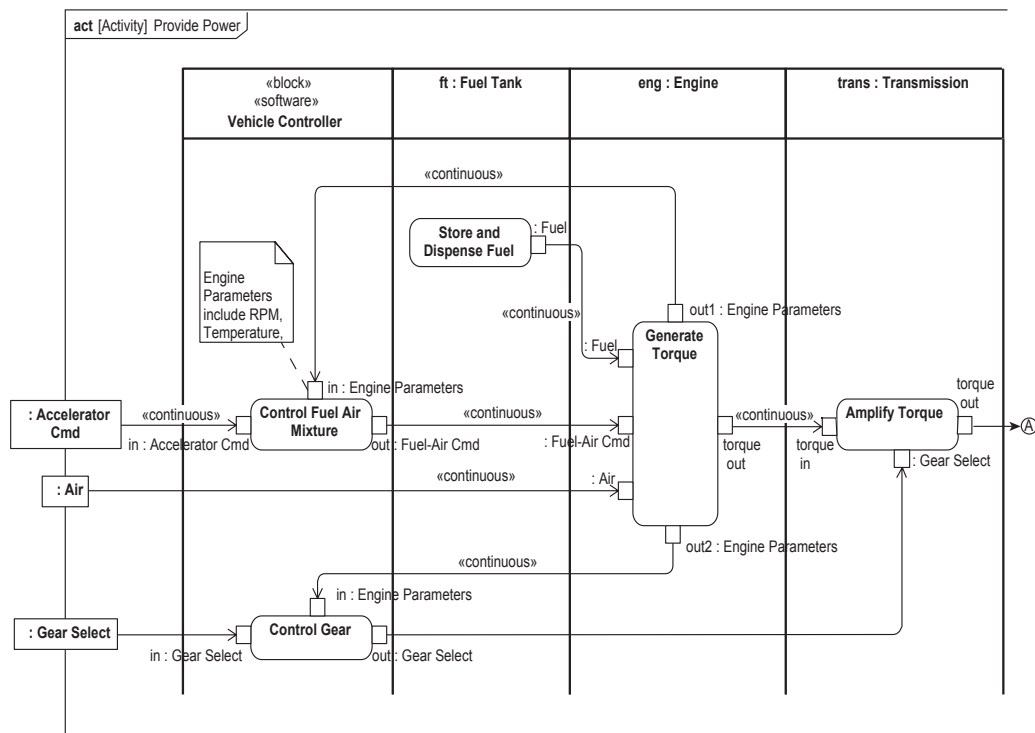 act [Activity] Provide Power
«block»
«software»
Vehicle Controller
ft : Fuel Tank
eng : Engine
trans : Transmission
«continuous»
: Fuel
Store and
Dispense Fuel
Engine
Parameters
include RPM,
Temperature,
out1 : Engine Parameters
«continuous»
Generate
Torque
: Fuel
in : Engine Parameters
: Accelerator
Cmd
«continuous»
Control Fuel Air
Mixture
«continuous»
«continuous»
Amplify Torque
torque
out
A
in : Accelerator Cmd
out : Fuel-Air Cmd
: Fuel-Air Cmd
torque
out
torque
in
: Gear Select
: Air
«continuous»
: Air
out2 : Engine Parameters
«continuous»
in : Engine Parameters
: Gear Select
Control Gear
in : Gear Select
out : Gear Select